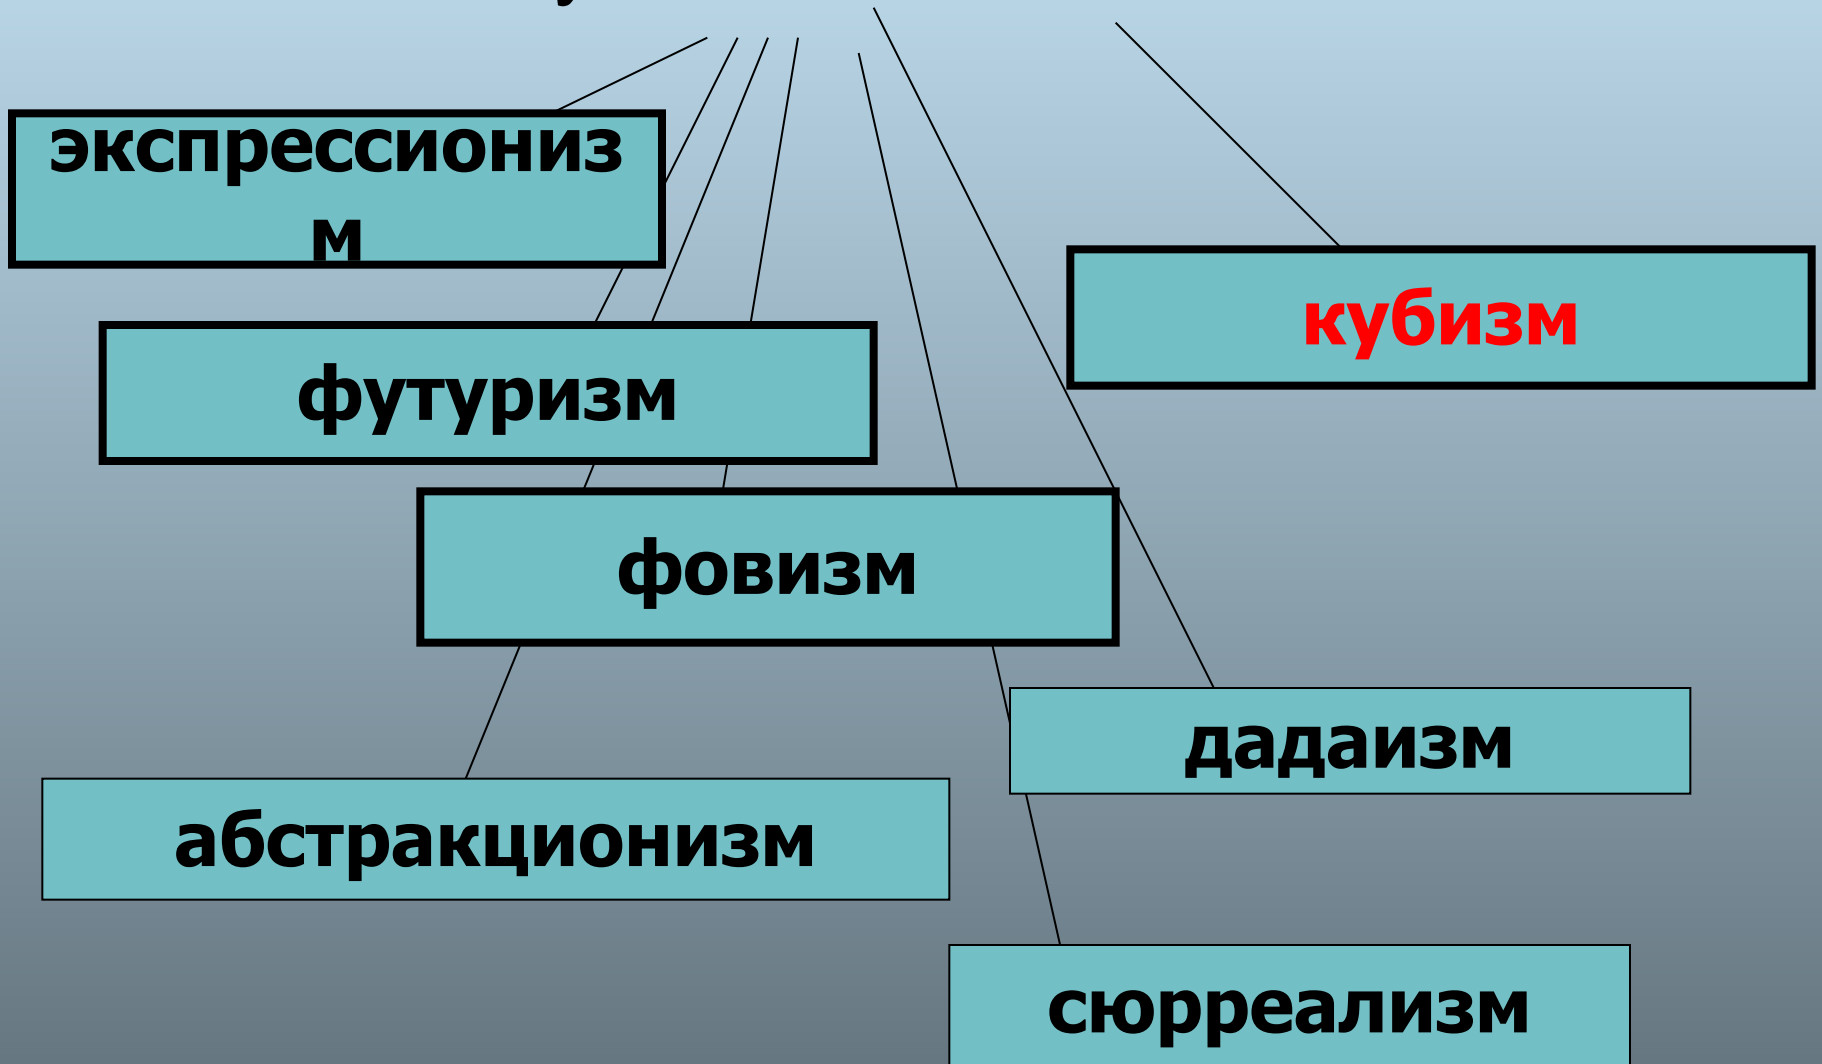 экспрессиониз
м
кубизм
футуризм
фовизм
дадаизм
абстракционизм
сюрреализм